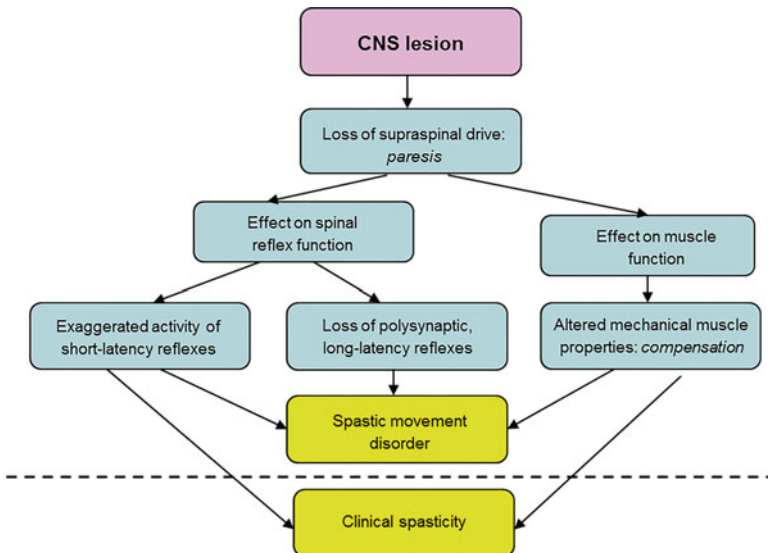 CNS lesion
Loss of supraspinal drive:
paresis
Effect on spinal
reflex function
Effect on muscle
function
Exaggerated activity of
short-latency reflexes
Loss of polysynaptic,
long-latency reflexes
Altered mechanical muscle
properties: compensation
Spastic movement
disorder
Clinical spasticity